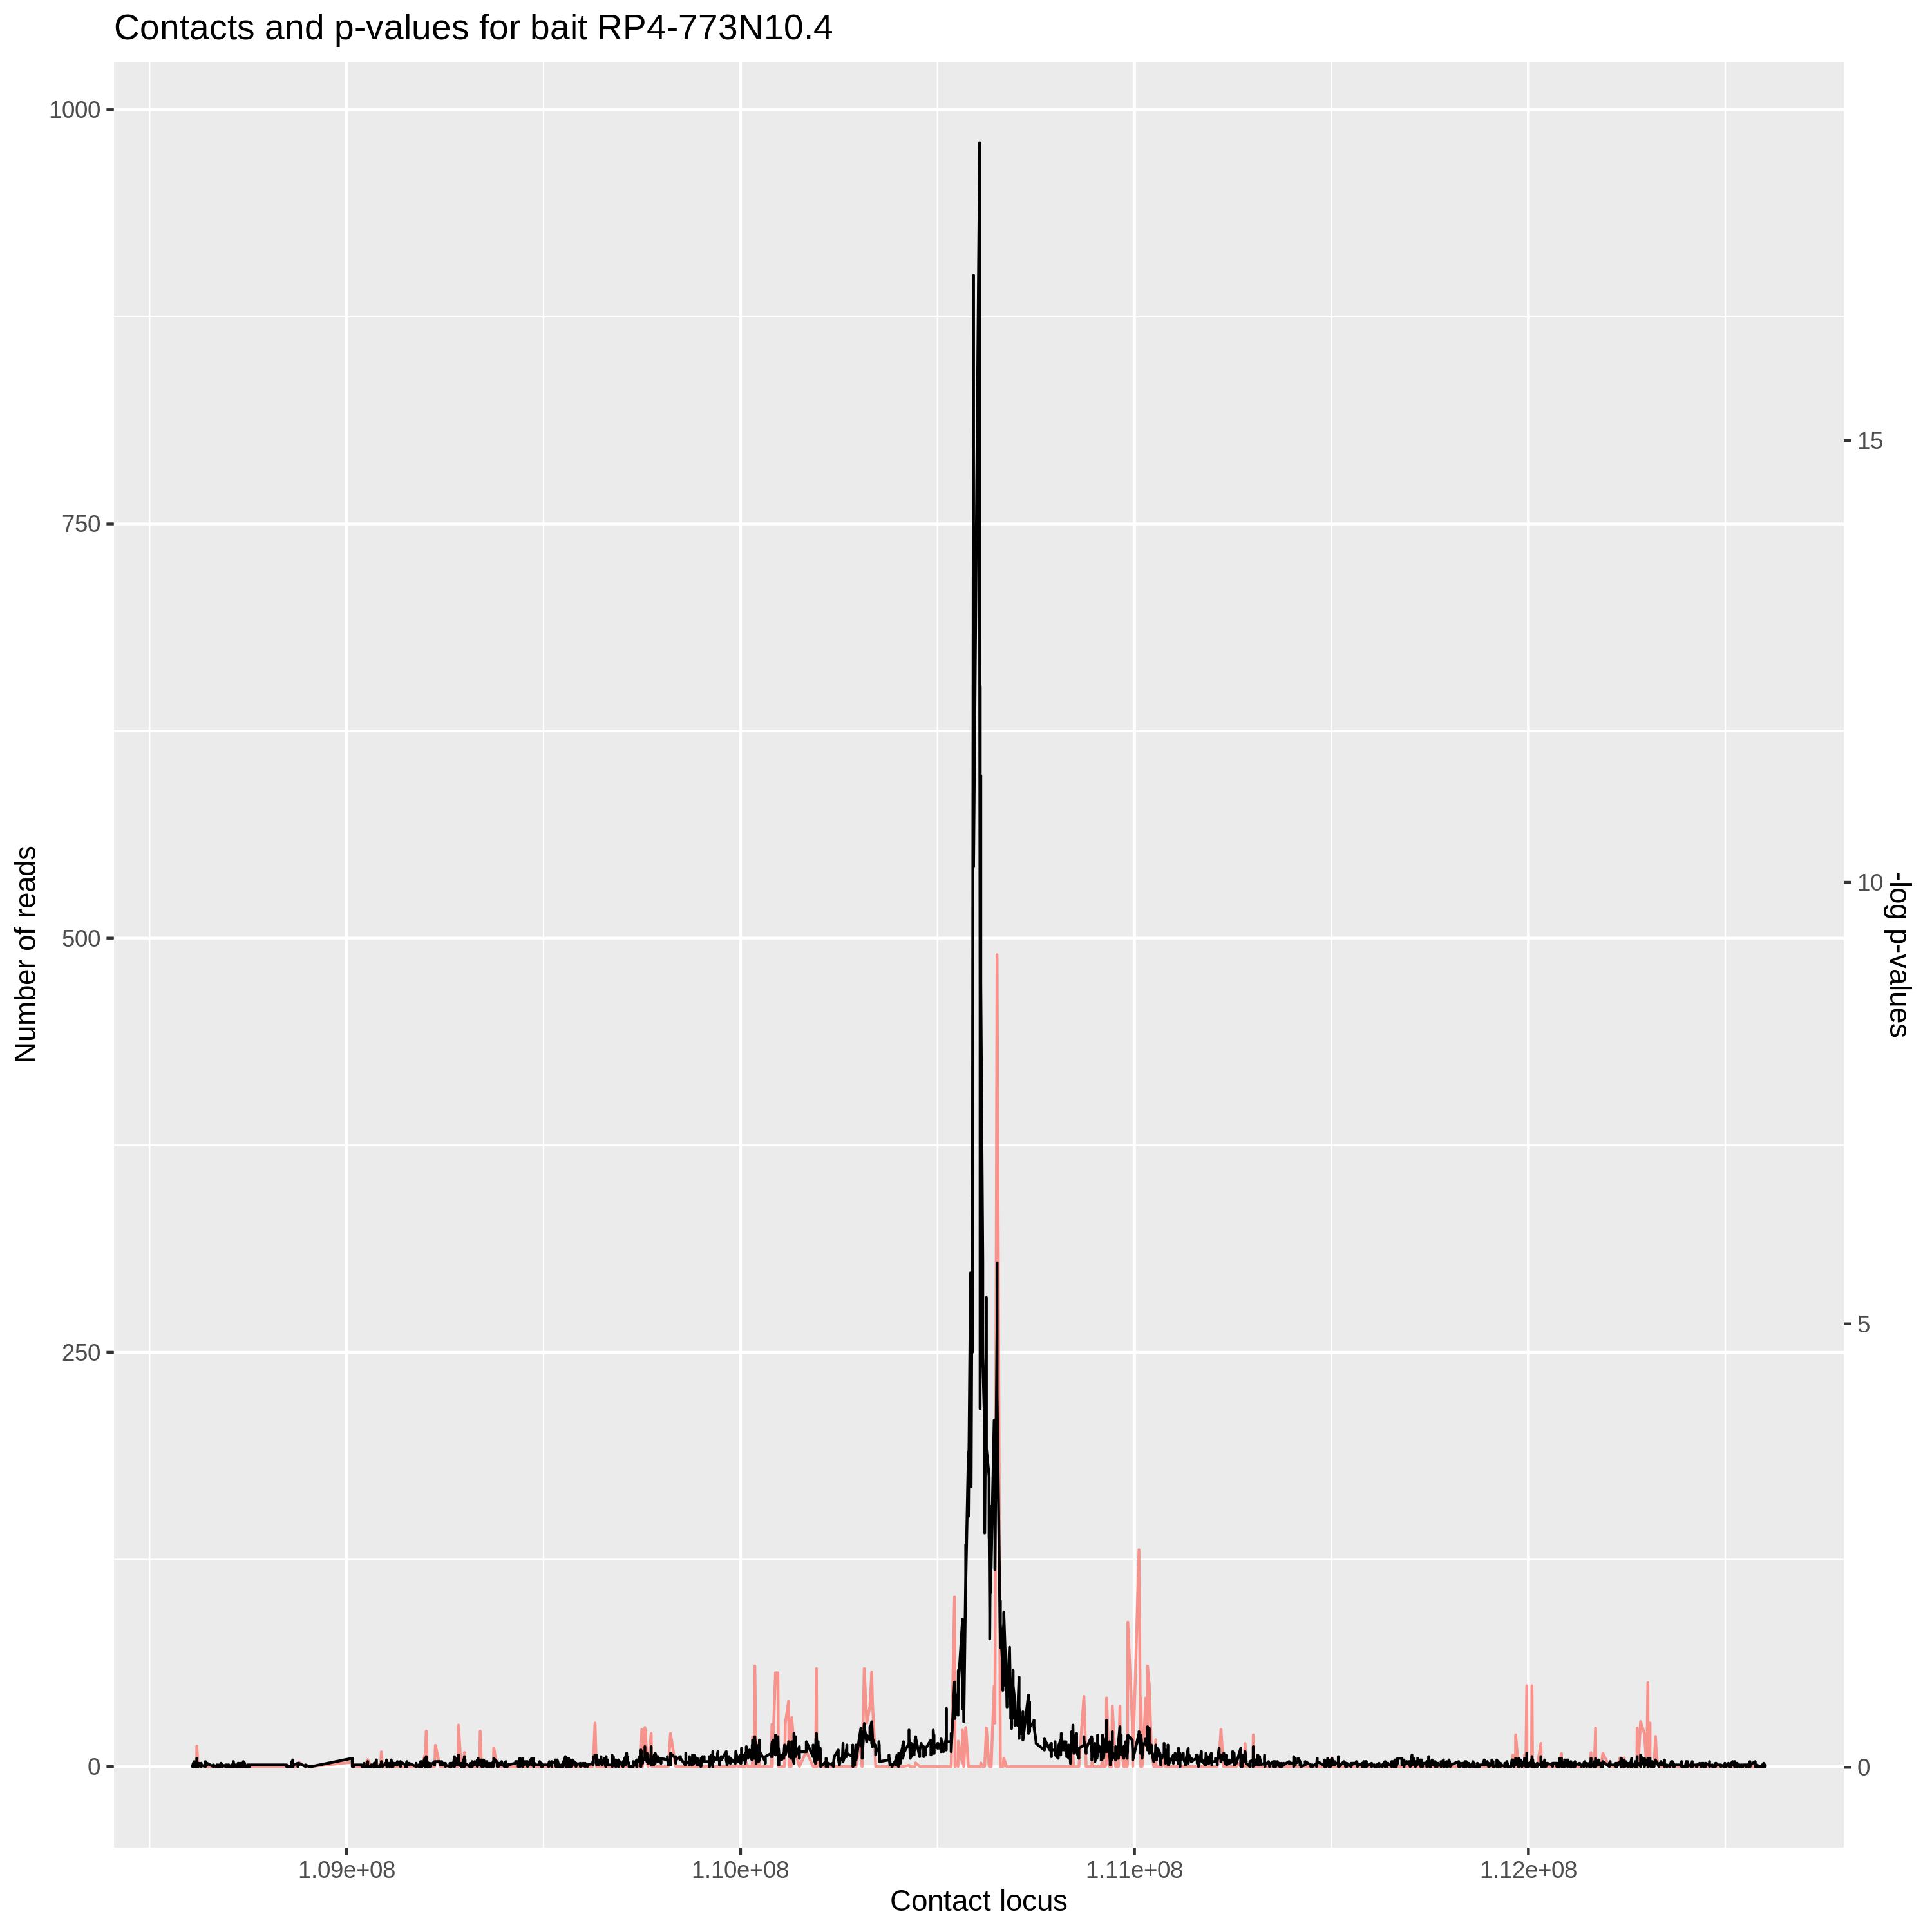 Contacts and p-values for bait RP4-773N10.4
1000
750
500
250
0
Number of reads
15
10
5
0
-log p-values
1.09e+08
1.10e+08
1.11e+08
1.12e+08
Contact locus